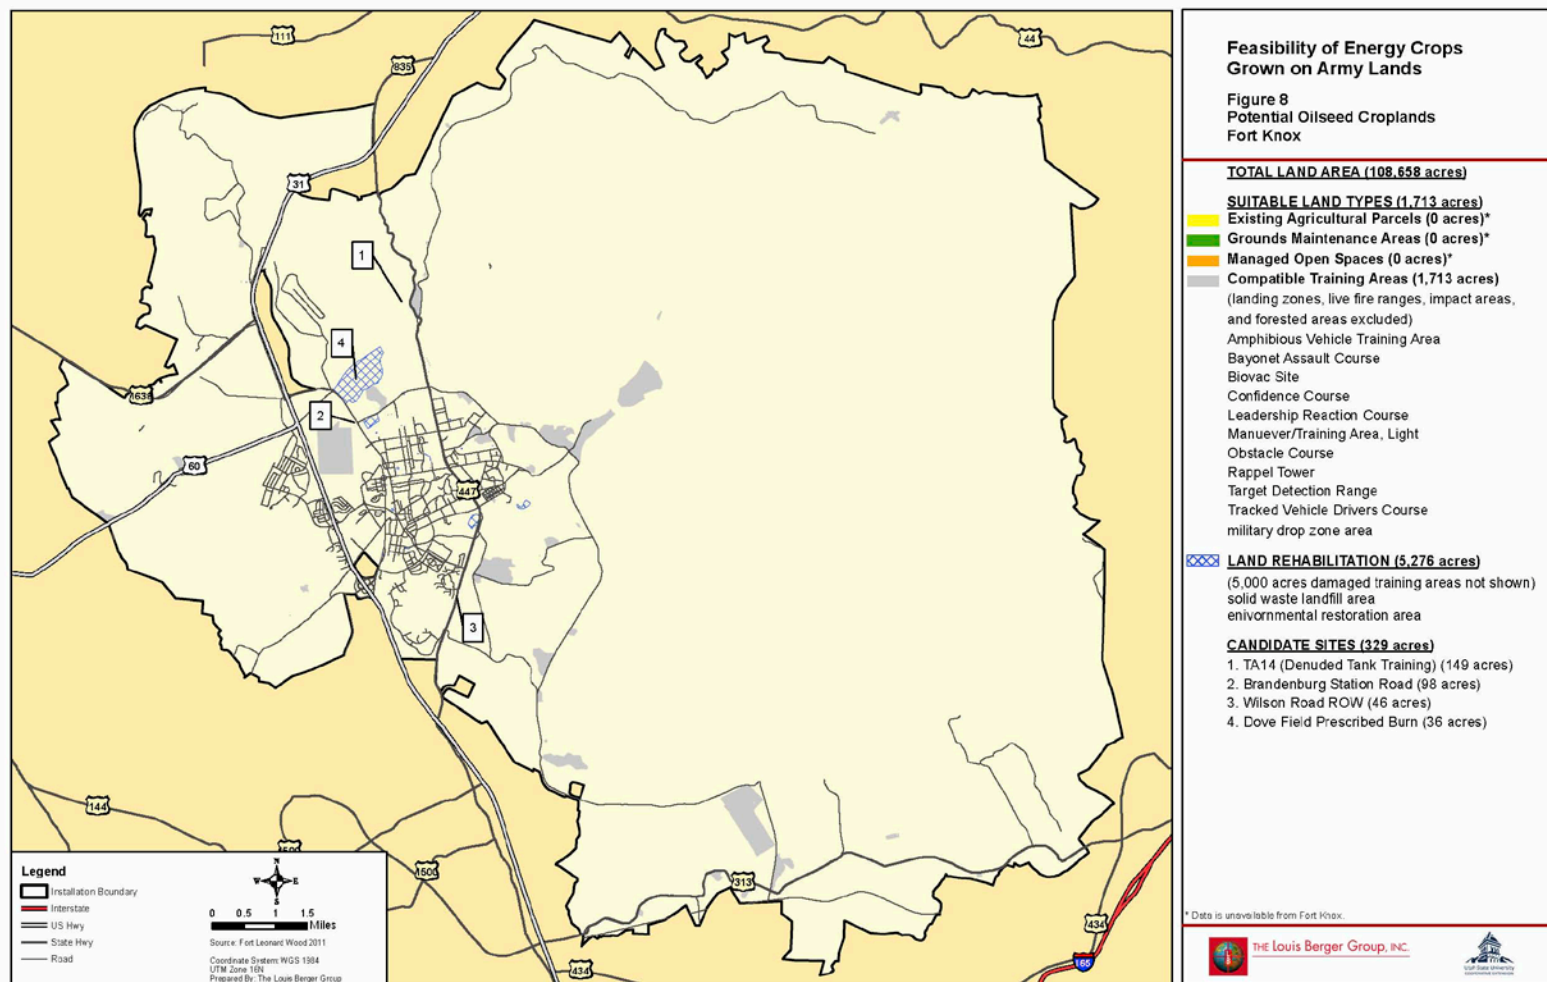 111
44
835
31
1
4
1638
2
60
447
3
144
1500
1500
313
434
434
165
Legend
Installation Boundary
Interstate
US Hwy
State Hwy
Road
N
W E
S
0 0.5 1 1.5
Miles
Source: Fort Leonard Wood 2011
Coordinate System: WGS 1984
UTM Zone 16N
Prepared By: The Louis Berger Group
Feasibility of Energy Crops
Grown on Army Lands
Figure 8
Potential Oilseed Croplands
Fort Knox
TOTAL LAND AREA (108,658 acres)
SUITABLE LAND TYPES (1,713 acres)
Existing Agricultural Parcels (0 acres)*
Grounds Maintenance Areas (0 acres)*
Managed Open Spaces (0 acres)*
Compatible Training Areas (1,713 acres)
(landing zones, live fire ranges, impact areas,
and forested areas excluded)
Amphibious Vehicle Training Area
Bayonet Assault Course
Biovac Site
Confidence Course
Leadership Reaction Course
Manuever/Training Area, Light
Obstacle Course
Rappel Tower
Target Detection Range
Tracked Vehicle Drivers Course
military drop zone area
LAND REHABILITATION (5,276 acres)
(5,000 acres damaged training areas not shown)
solid waste landfill area
enivornmental restoration area
CANDIDATE SITES (329 acres)
1. TA14 (Denuded Tank Training) (149 acres)
2. Brandenburg Station Road (98 acres)
3. Wilson Road ROW (46 acres)
4. Dove Field Prescribed Burn (36 acres)
* Data is unavailable from Fort Knox.
THE Louis Berger Group, INC.
Utah State University